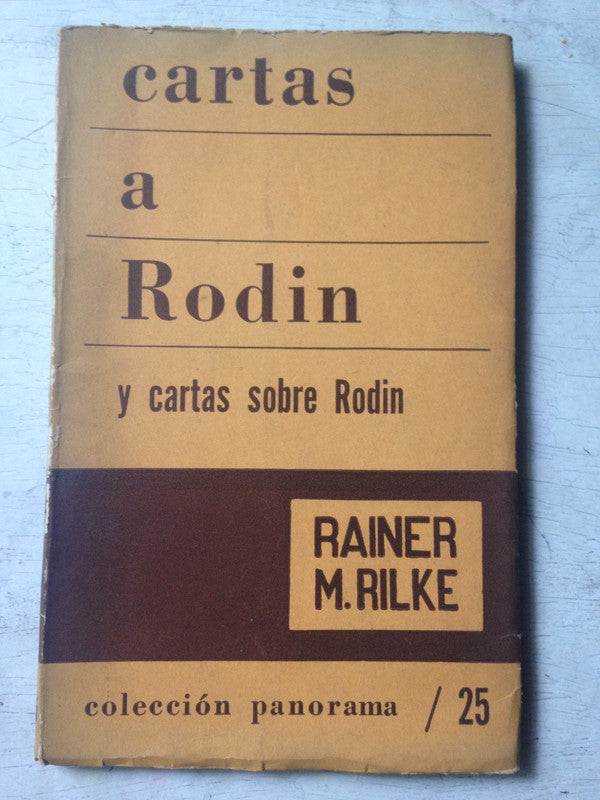 cartas
a
Rodin
y cartas sobre Rodin
RAINER
M. RILKE
colección panorama / 25